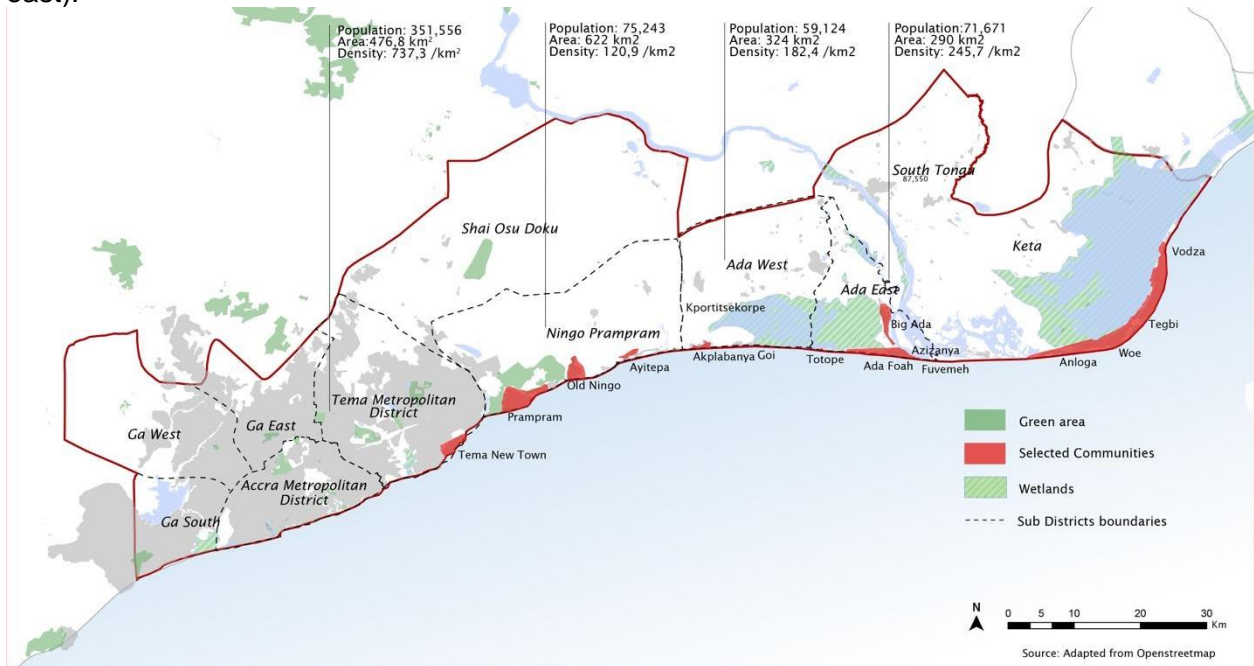 east).
Population: 351,556
Area:476,8 km²
Density: 737,3 /km²
Population: 75,243
Area: 622 km2
Density: 120,9 /km2
Population: 59,124
Area: 324 km2
Density: 182,4 /km2
Population:71,671
Area: 290 km2
Density: 245,7 /km2
South Tongu
87,550
Shai Osu Doku
Keta
Vodza
Ada West
Ada East
Kportitsekorpe
Ningo Prampram
Big Ada
Tegbi
Azizanya
Akplabanya
Goi
Totope
Ada Foah
Fuvemeh
Anloga
Woe
Ayitepa
Old Ningo
Tema Metropolitan
District
Prampram
Ga West
Ga East
Tema New Town
Accra Metropolitan
District
Ga South
Green area
Selected Communities
Wetlands
Sub Districts boundaries
N
0 5 10 20 30
Km
Source: Adapted from Openstreetmap